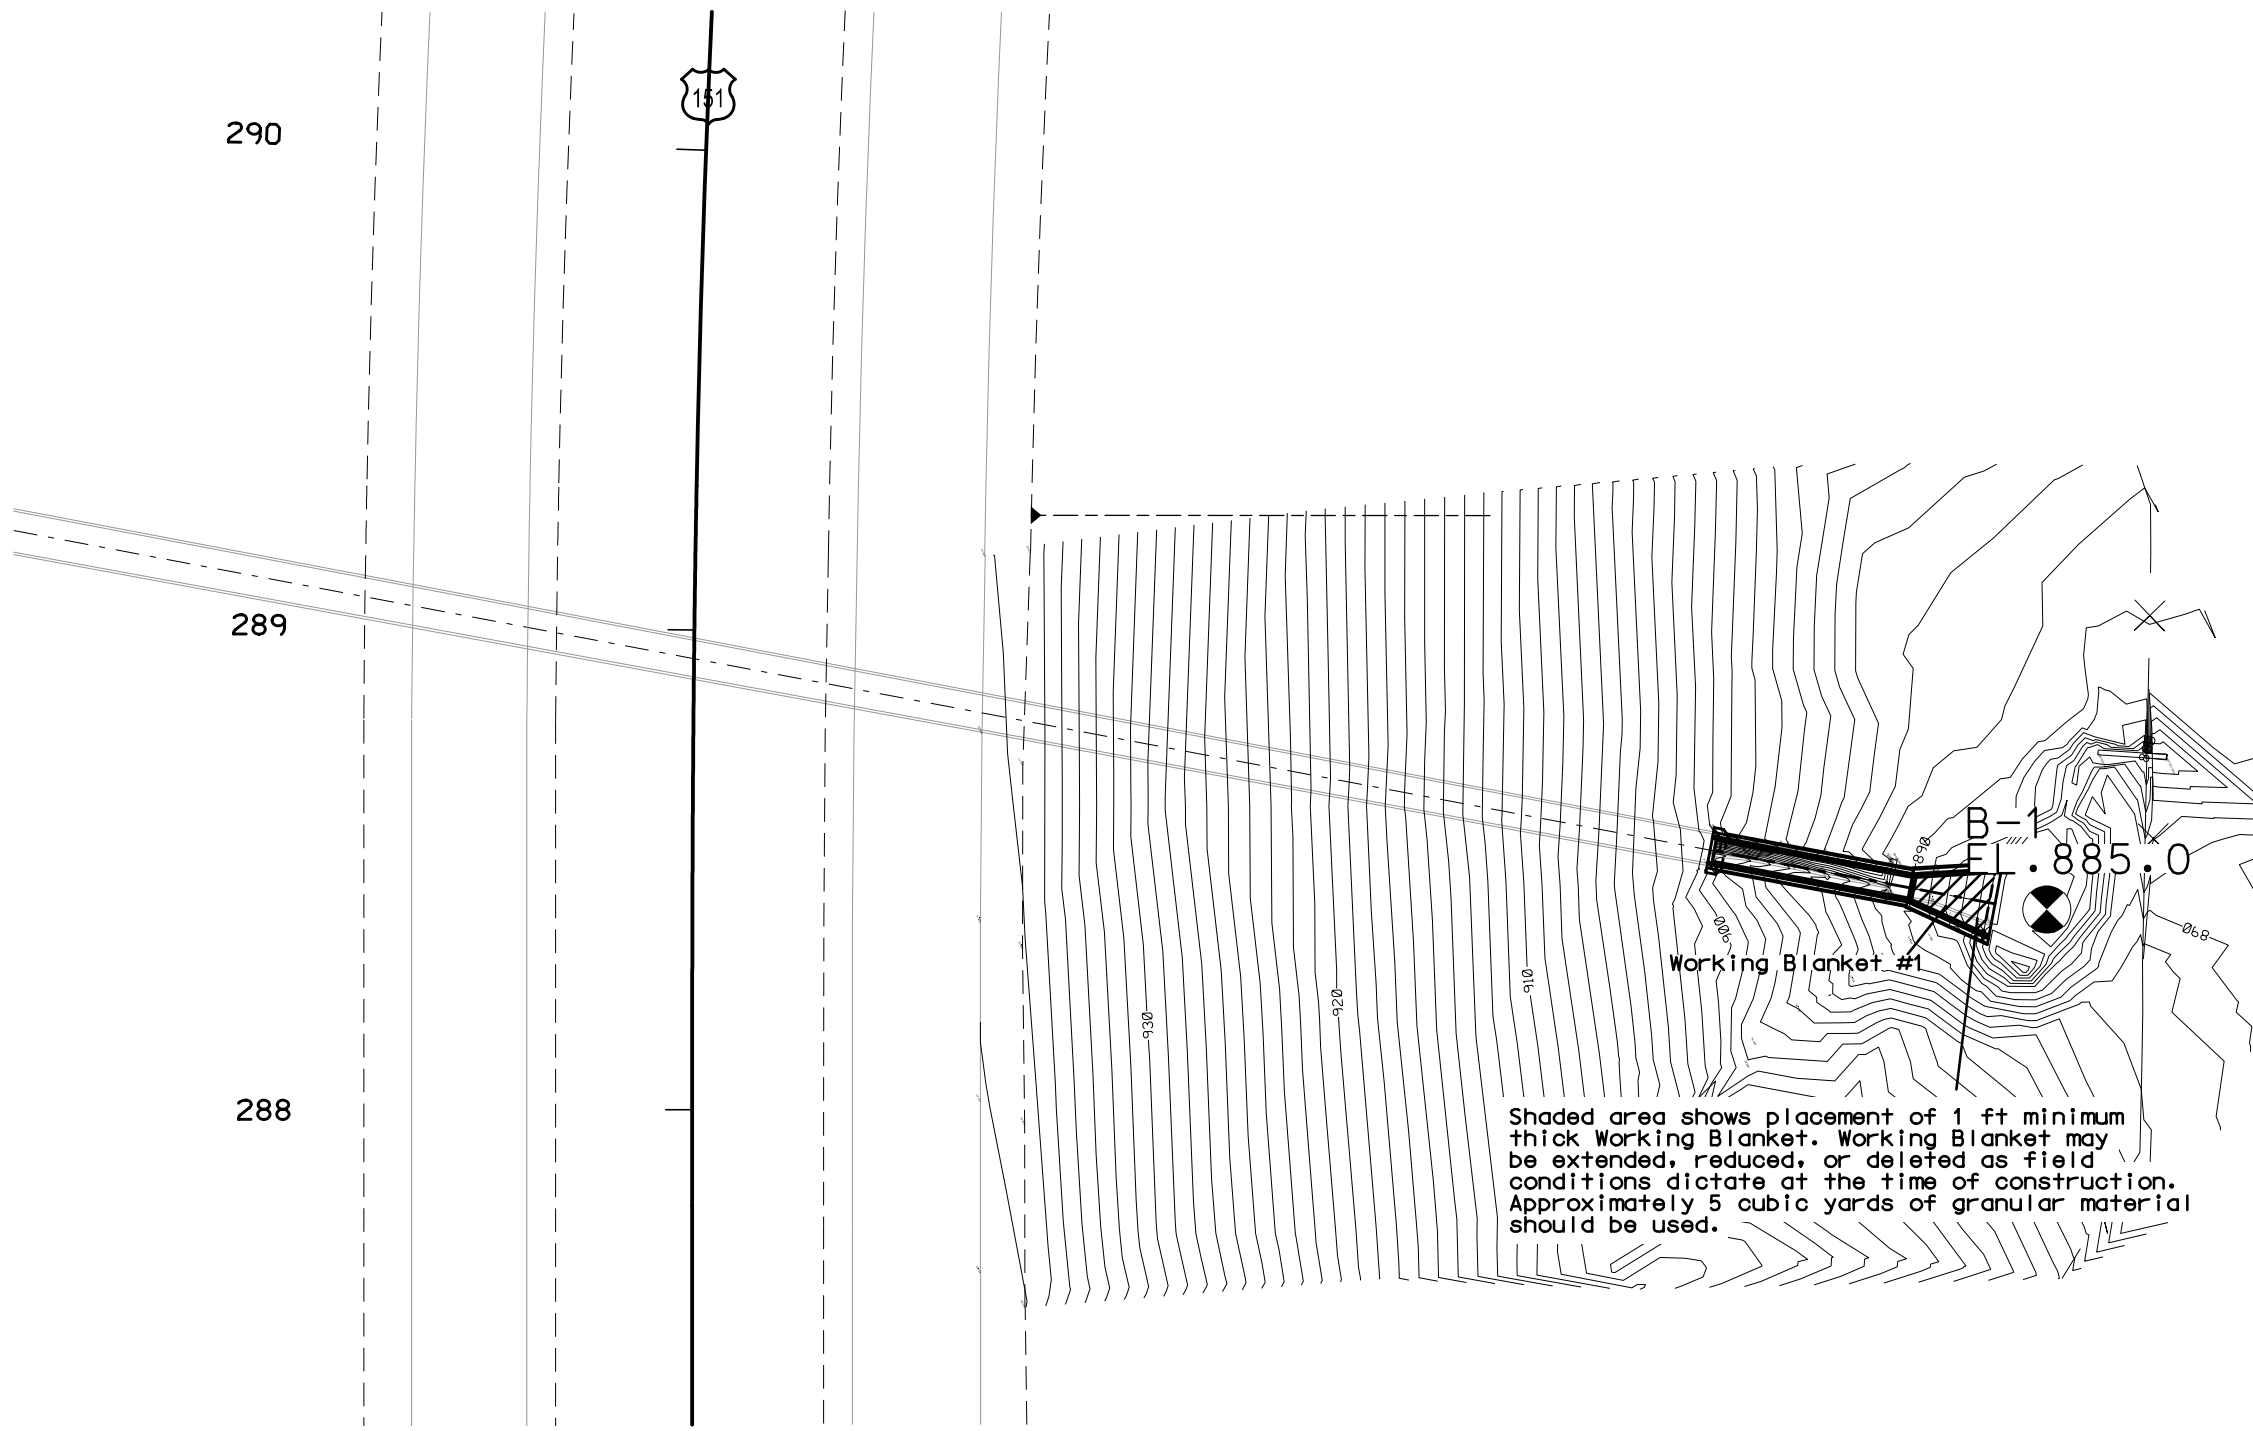 151
290
289
B-1
EL.885.0
890
900
890
Working Blanket #1
910
920
930
288
Shaded area shows placement of 1 ft minimum
thick Working Blanket. Working Blanket may
be extended, reduced, or deleted as field
conditions dictate at the time of construction.
Approximately 5 cubic yards of granular material
should be used.